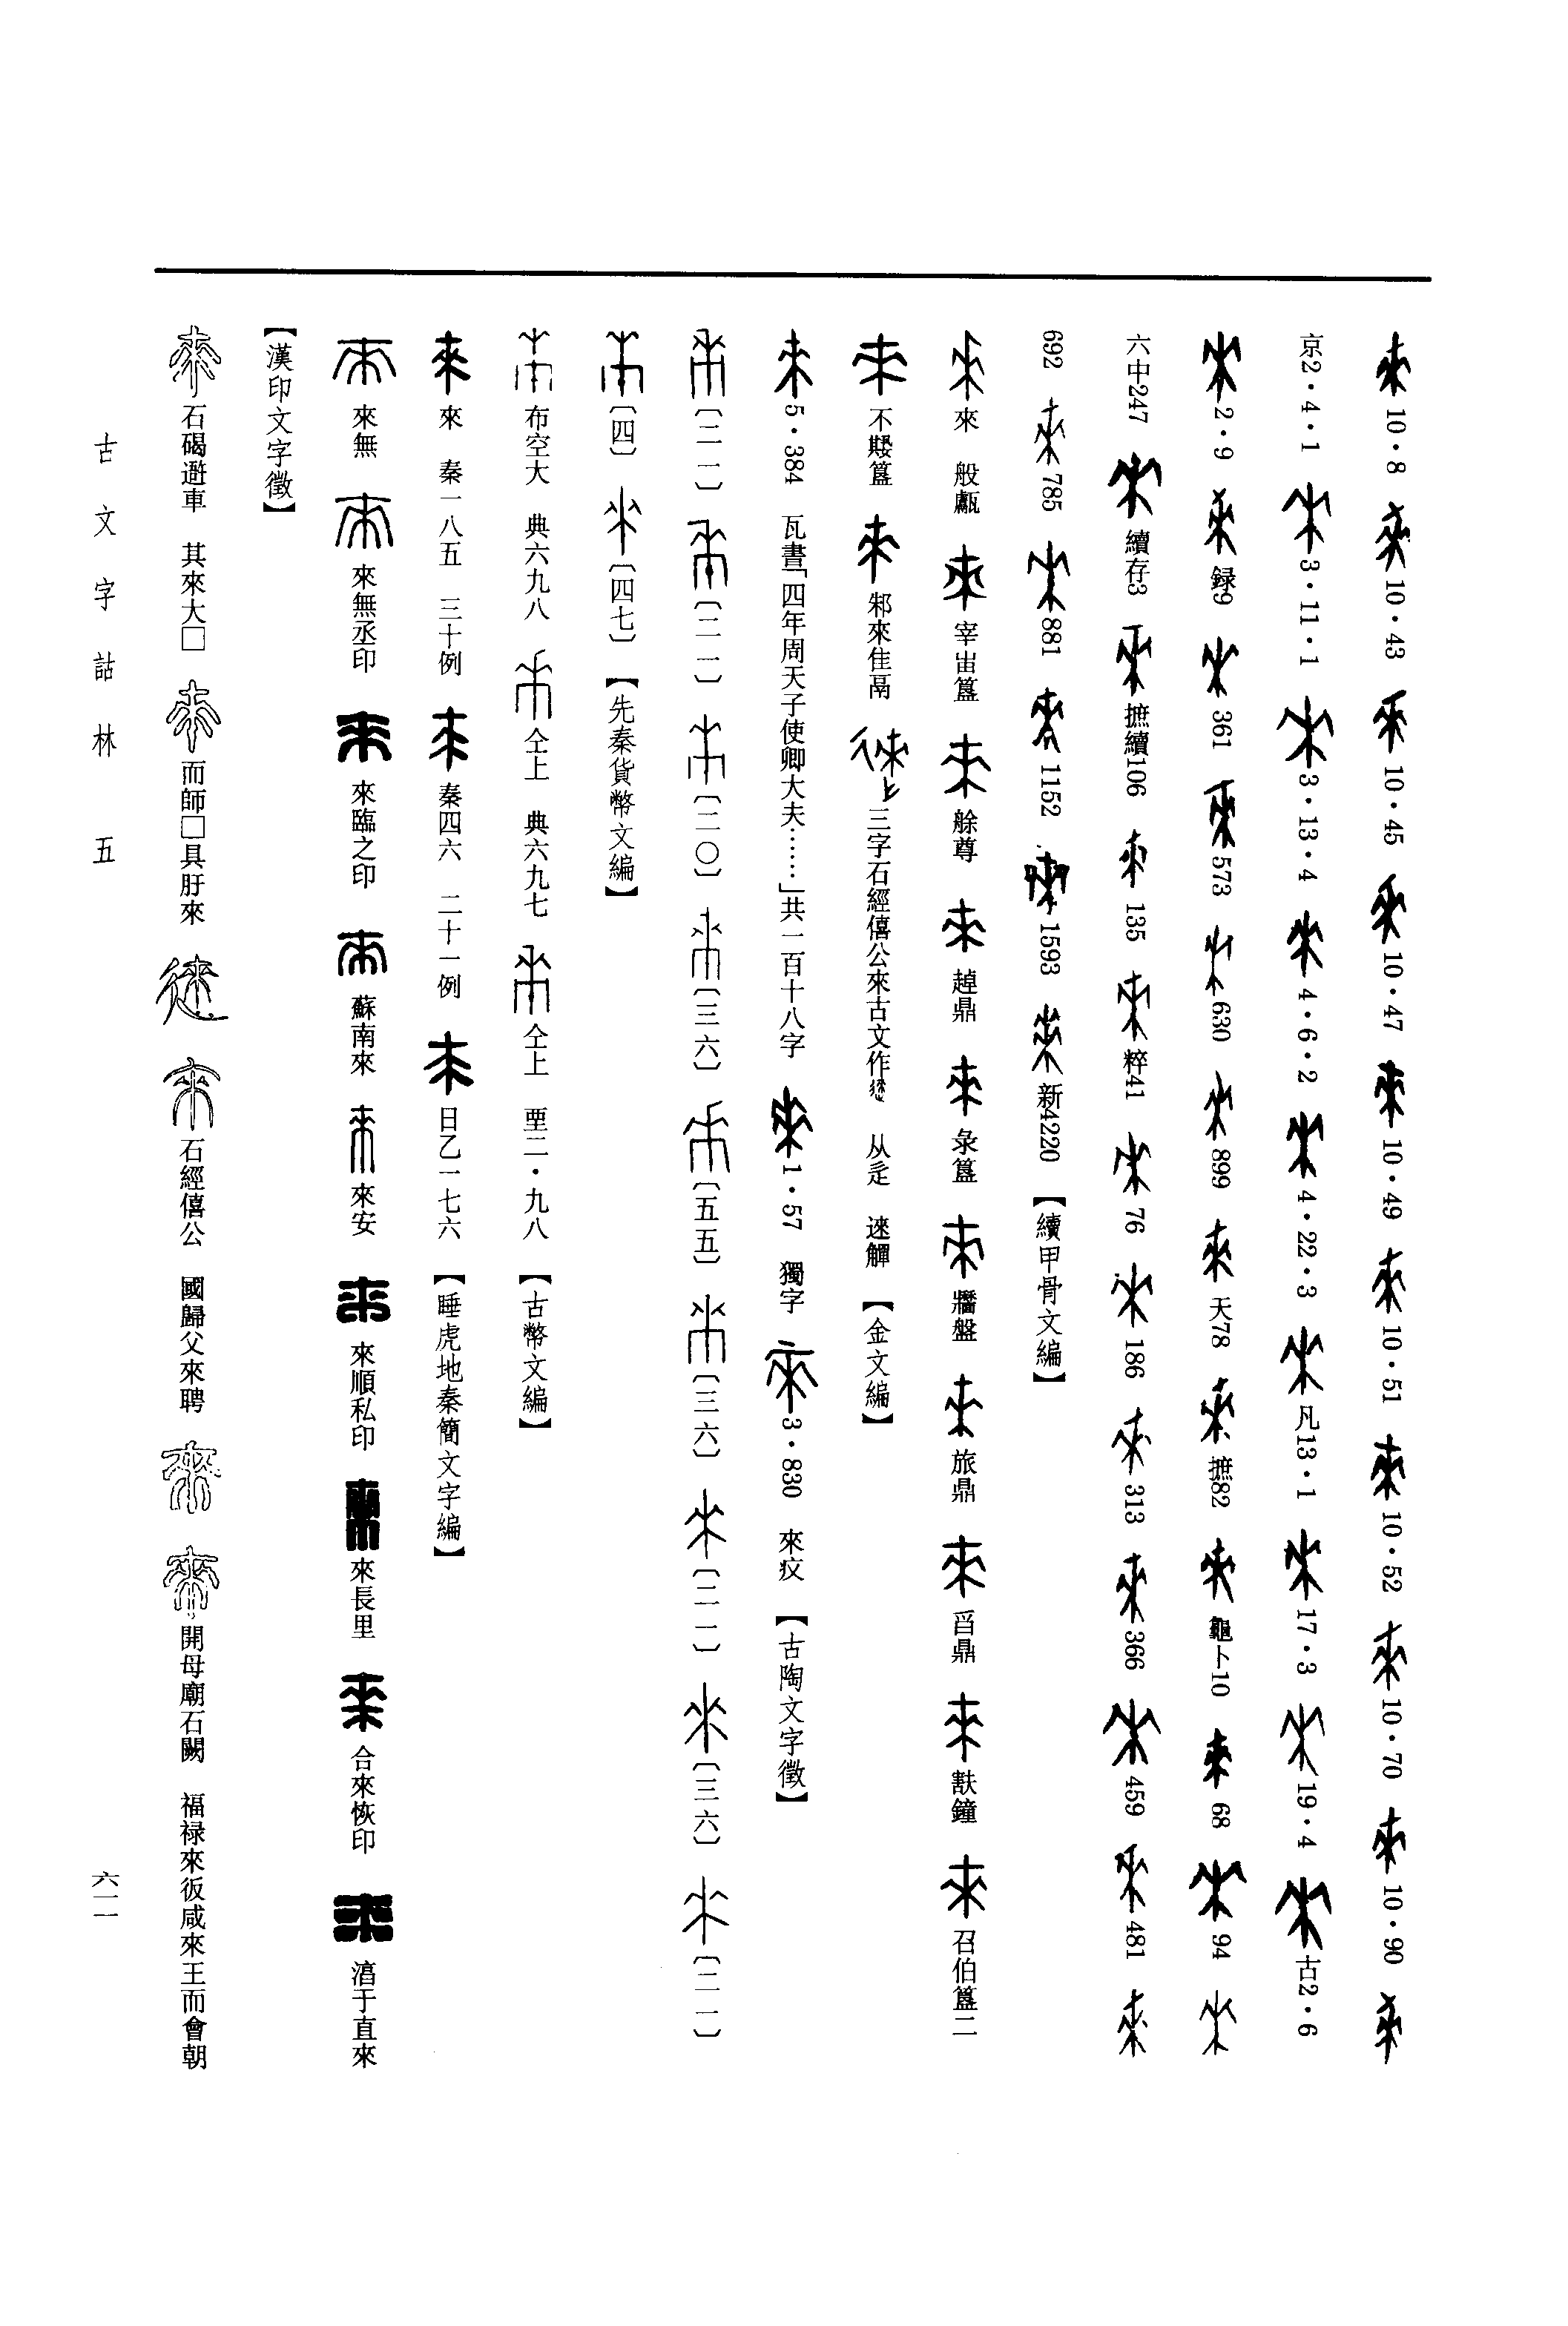 10·8 10·43 10·45 10·47 10·49 10·51 10·52 10·70 10·90
京2·4·1 3·11·1 3·13·4 4·6·2 4·22·3 凡13·1 17·3 19·4 古2·6
2·9 録9 361 573 630 899 天78 摭82 龜卜10 68 94
六中247 續存3 摭續106 135 粹41 76 186 313 366 459 481
692 785 881 1152 1593 新4220【續甲骨文編】
來 般甗 宰甶簋 艅尊 趠鼎 彔簋 牆盤 旅鼎 舀鼎 㝬鐘 召伯簋二
不𡢁簋 邾來隹鬲 三字石經僖公來古文作 从辵 逨觶【金文編】
5·384 瓦書「四年周天子使卿大夫……」共一百十八字 1·57 獨字 3·830 來疫【古陶文字徵】
〔二二〕 〔二二〕 〔二〇〕 〔三六〕 〔五五〕 〔三六〕 〔二二〕 〔三六〕 〔二二〕
〔四〕 〔四七〕【先秦貨幣文編】
布空大 典六九八 仝上 典六九七 仝上 亜二·九八【古幣文編】
來 秦一八五 三十例 秦四六 二十一例 日乙一七六【睡虎地秦簡文字編】
來無 來無丞印 來臨之印 蘇南來 來安 來順私印 來長里 合來恢印 湻于直來
【漢印文字徵】
石碣遊車 其來大□ 而師□具肝來 石經僖公 國歸父來聘 開母廟石闕 福禄來彶咸來王而會朝
古文字詁林 五
六一一